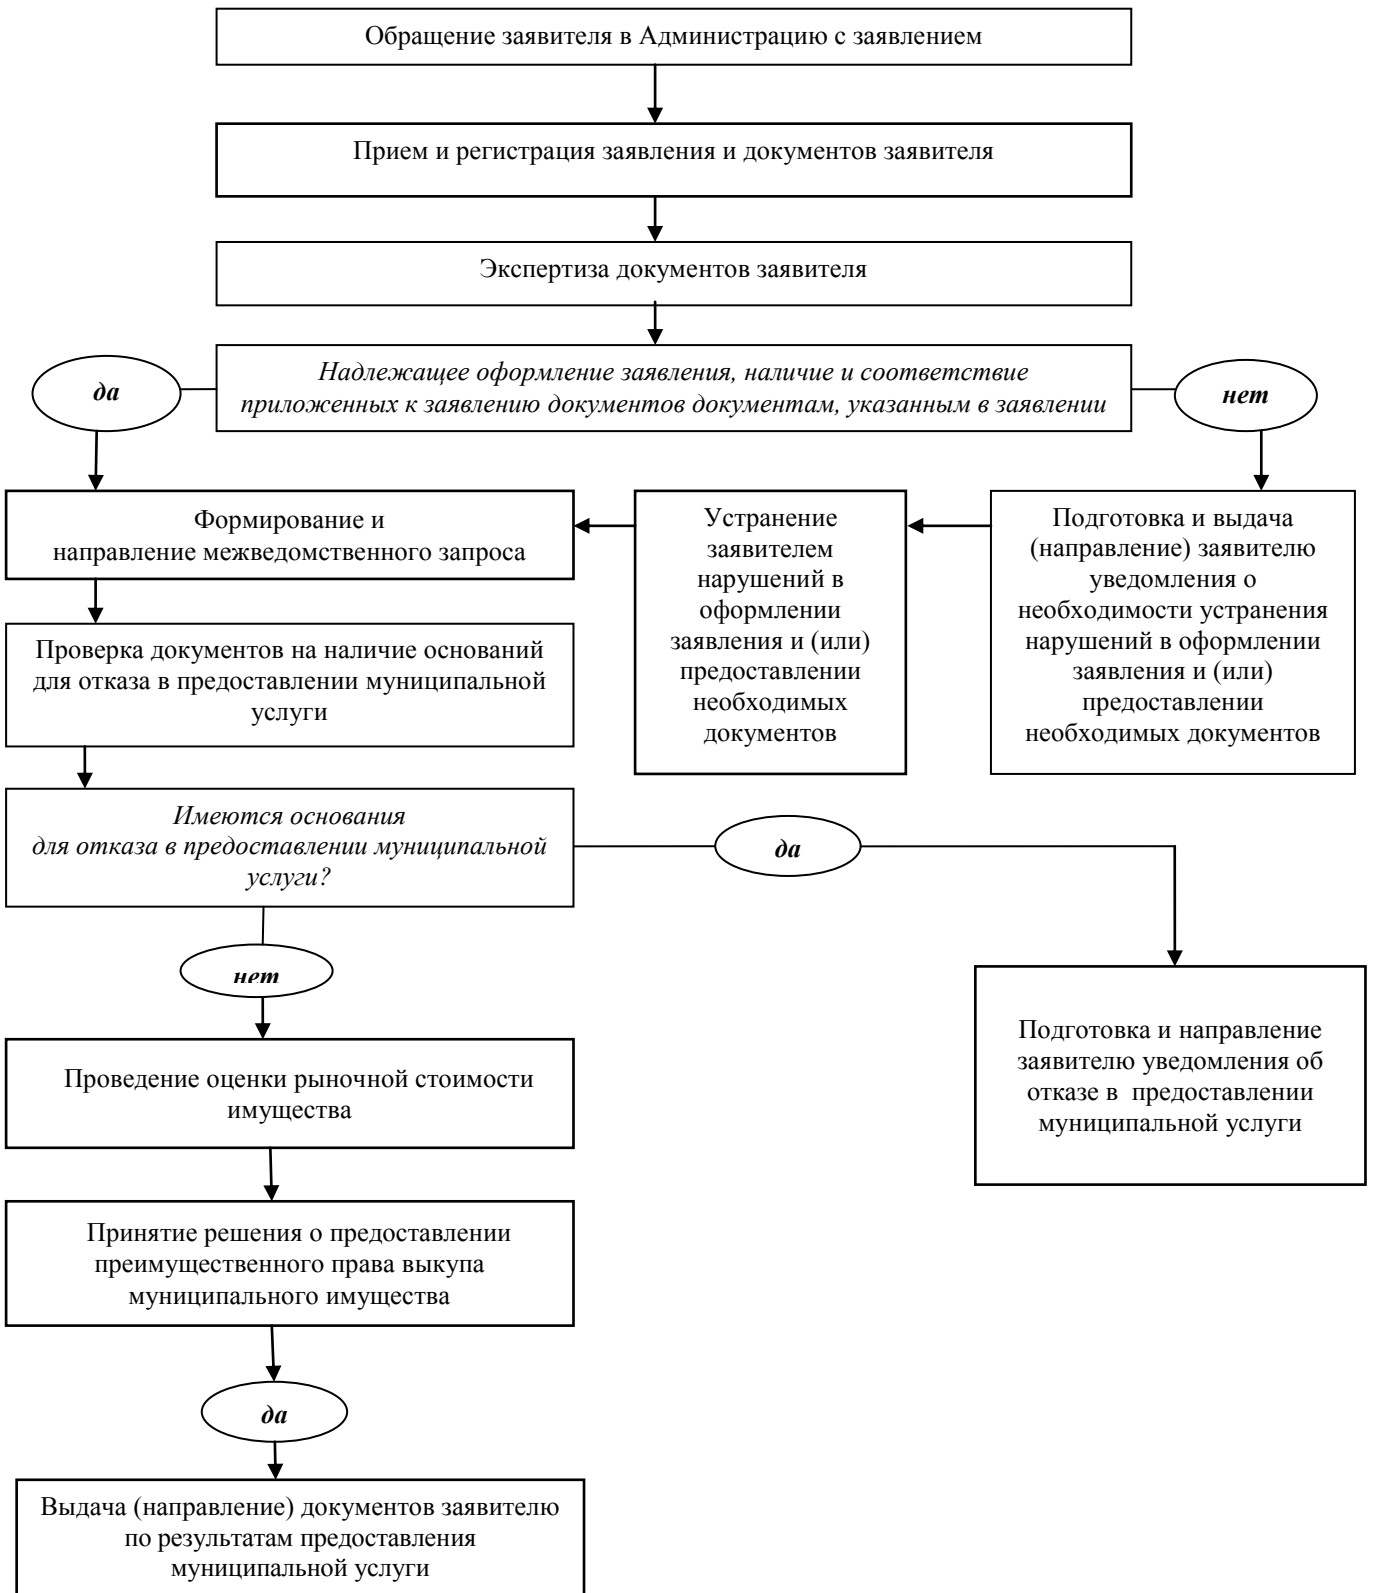 Обращение заявителя в Администрацию с заявлением
Прием и регистрация заявления и документов заявителя
Экспертиза документов заявителя
Надлежащее оформление заявления, наличие и соответствие
приложенных к заявлению документов документам, указанным в заявлении
да
нет
Формирование и
направление межведомственного запроса
Устранение
заявителем
нарушений в
оформлении
заявления и (или)
предоставлении
необходимых
документов
Подготовка и выдача
(направление) заявителю
уведомления о
необходимости устранения
нарушений в оформлении
заявления и (или)
предоставлении
необходимых документов
Проверка документов на наличие оснований
для отказа в предоставлении муниципальной
услуги
Имеются основания
для отказа в предоставлении муниципальной
услуги?
да
нет
Подготовка и направление
заявителю уведомления об
отказе в предоставлении
муниципальной услуги
Проведение оценки рыночной стоимости
имущества
Принятие решения о предоставлении
преимущественного права выкупа
муниципального имущества
да
Выдача (направление) документов заявителю
по результатам предоставления
муниципальной услуги